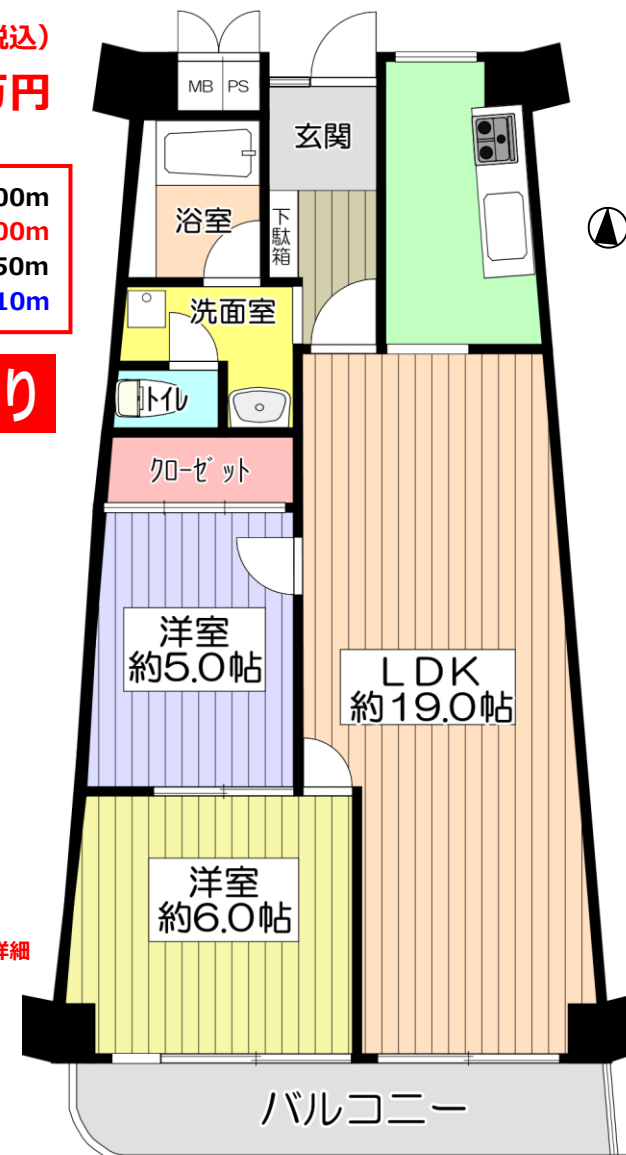 税込）
万円
00m
00m
50m
10m
り
詳細
MB PS
玄関
浴室
下駄箱
洗面室
トイレ
クローゼット
洋室
約5.0帖
LDK
約19.0帖
洋室
約6.0帖
バルコニー